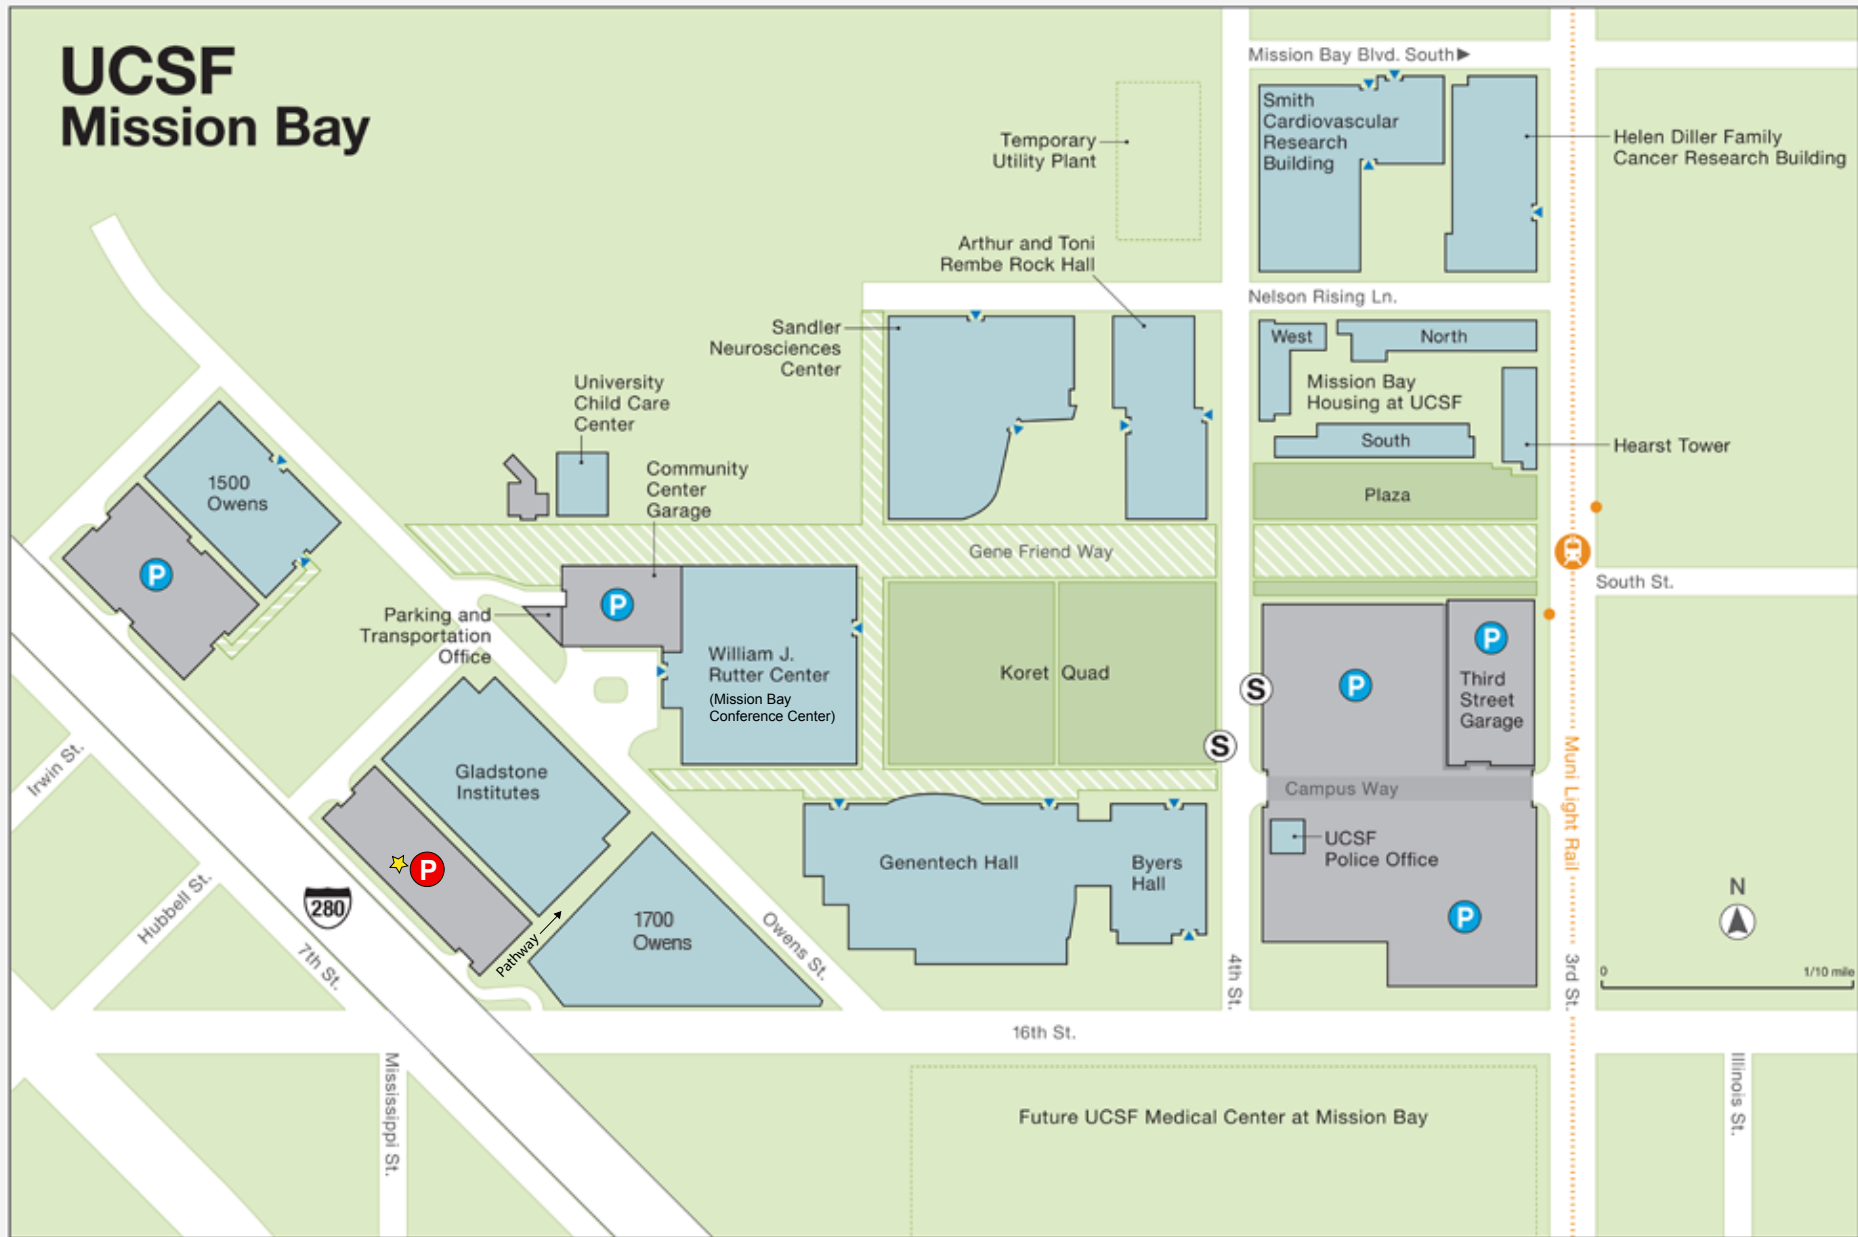 UCSF
Mission Bay
Mission Bay Blvd. South
Smith
Cardiovascular
Research
Building
Helen Diller Family
Cancer Research Building
Temporary
Utility Plant
Arthur and Toni
Rembe Rock Hall
Nelson Rising Ln.
Sandler
Neurosciences
Center
West
North
Mission Bay
Housing at UCSF
South
Hearst Tower
Plaza
University
Child Care
Center
Community
Center
Garage
1500
Owens
P
Gene Friend Way
South St.
Parking and
Transportation
Office
P
William J.
Rutter Center
(Mission Bay
Conference Center)
Koret Quad
S
S
P
P
Third
Street
Garage
Muni Light Rail
Irwin St.
Gladstone
Institutes
P
Campus Way
UCSF
Police Office
P
Genentech Hall
Byers
Hall
280
Hubbell St.
7th St.
Pathway
1700
Owens
Owens St.
4th St.
3rd St.
N
0 1/10 mile
16th St.
Mississippi St.
Illinois St.
Future UCSF Medical Center at Mission Bay